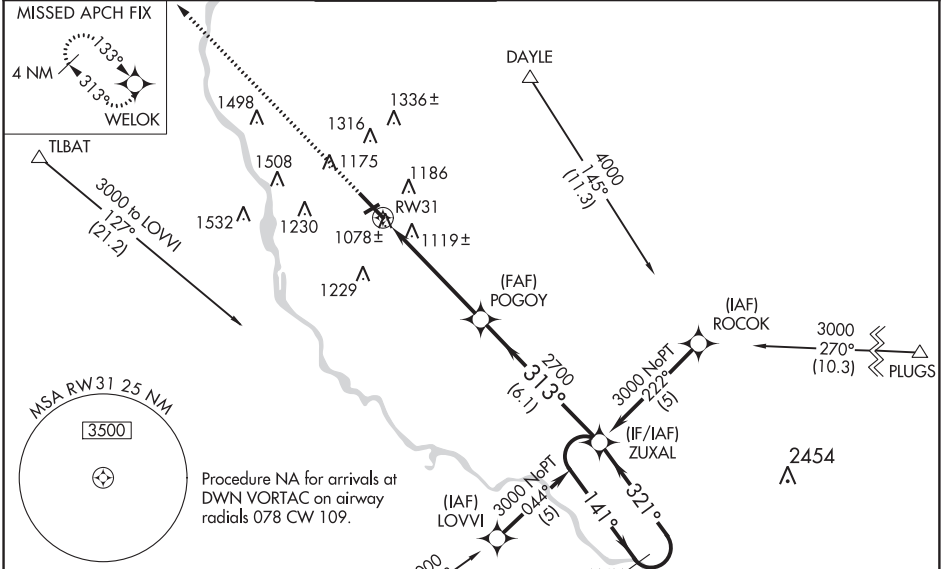 MISSED APCH FIX
4 NM
133°
313°
WELOK
TLBAT
3000 to LOVVI
127°
(21.2)
1498
1336±
1316
1508
1175
1186
RW31
1532
1230
1078±
1119±
1229
DAYLE
4000
145°
(11.3)
(FAF)
POGOY
(IAF)
ROCOK
3000
270°
(10.3)
PLUGS
2700
313°
(6.1)
3000 NoPT
222°
(5)
(IF/IAF)
ZUXAL
2454
MSA RW31 25 NM
3500
Procedure NA for arrivals at
DWN VORTAC on airway
radials 078 CW 109.
(IAF)
LOVVI
3000 NoPT
044°
(5)
141°
321°